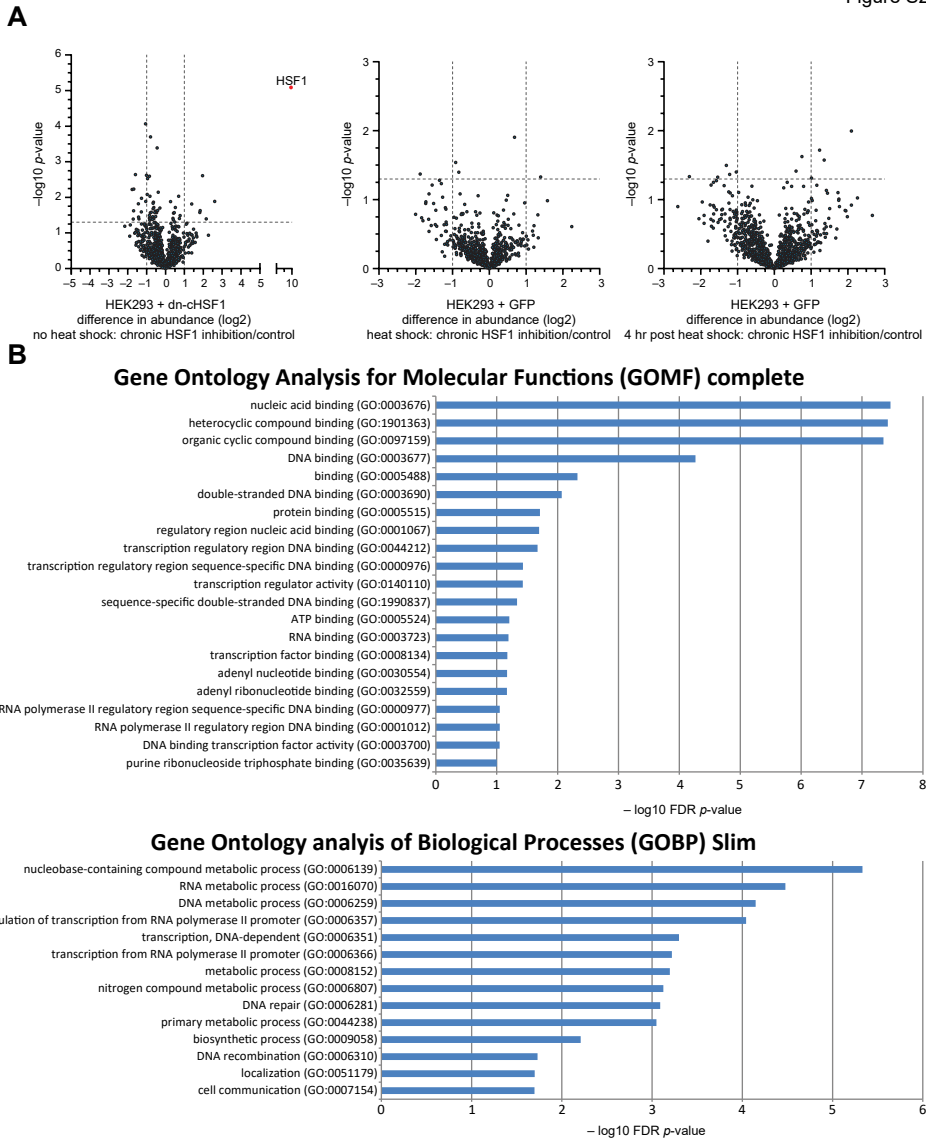 Figure S2
A
6
5
4
3
2
1
0
−log10 p-value
HSF1
−5 −4 −3 −2 −1 0 1 2 3 4 5 10
HEK293 + dn-cHSF1
difference in abundance (log2)
no heat shock: chronic HSF1 inhibition/control
3
2
1
0
−log10 p-value
−3 −2 −1 0 1 2 3
HEK293 + GFP
difference in abundance (log2)
heat shock: chronic HSF1 inhibition/control
3
2
1
0
−log10 p-value
−3 −2 −1 0 1 2 3
HEK293 + GFP
difference in abundance (log2)
4 hr post heat shock: chronic HSF1 inhibition/control
B
Gene Ontology Analysis for Molecular Functions (GOMF) complete
nucleic acid binding (GO:0003676)
heterocyclic compound binding (GO:1901363)
organic cyclic compound binding (GO:0097159)
DNA binding (GO:0003677)
binding (GO:0005488)
double-stranded DNA binding (GO:0003690)
protein binding (GO:0005515)
regulatory region nucleic acid binding (GO:0001067)
transcription regulatory region DNA binding (GO:0044212)
transcription regulatory region sequence-specific DNA binding (GO:0000976)
transcription regulator activity (GO:0140110)
sequence-specific double-stranded DNA binding (GO:1990837)
ATP binding (GO:0005524)
RNA binding (GO:0003723)
transcription factor binding (GO:0008134)
adenyl nucleotide binding (GO:0030554)
adenyl ribonucleotide binding (GO:0032559)
RNA polymerase II regulatory region sequence-specific DNA binding (GO:0000977)
RNA polymerase II regulatory region DNA binding (GO:0001012)
DNA binding transcription factor activity (GO:0003700)
purine ribonucleoside triphosphate binding (GO:0035639)
0 1 2 3 4 5 6 7 8
– log10 FDR p-value
Gene Ontology analyis of Biological Processes (GOBP) Slim
nucleobase-containing compound metabolic process (GO:0006139)
RNA metabolic process (GO:0016070)
DNA metabolic process (GO:0006259)
ulation of transcription from RNA polymerase II promoter (GO:0006357)
transcription, DNA-dependent (GO:0006351)
transcription from RNA polymerase II promoter (GO:0006366)
metabolic process (GO:0008152)
nitrogen compound metabolic process (GO:0006807)
DNA repair (GO:0006281)
primary metabolic process (GO:0044238)
biosynthetic process (GO:0009058)
DNA recombination (GO:0006310)
localization (GO:0051179)
cell communication (GO:0007154)
0 1 2 3 4 5 6
– log10 FDR p-value